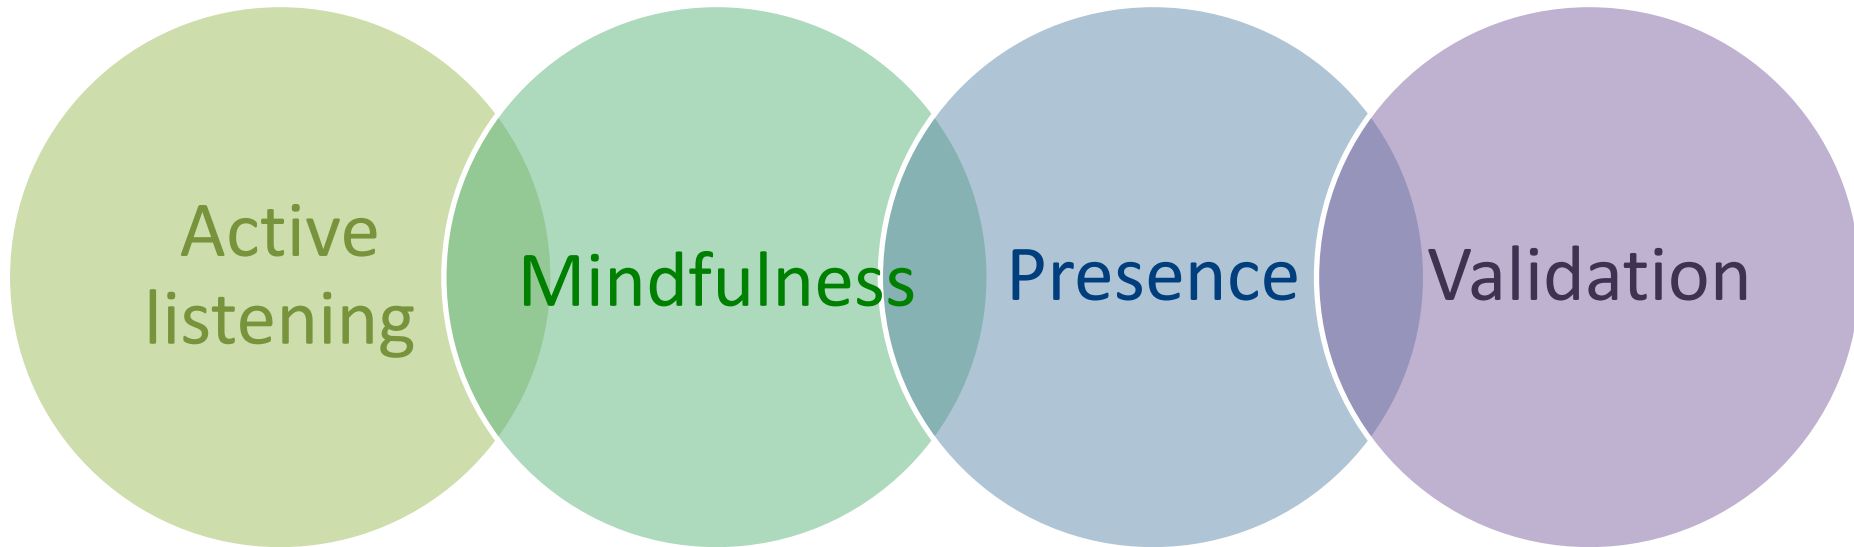 Active
listening
Mindfulness
Presence
Validation